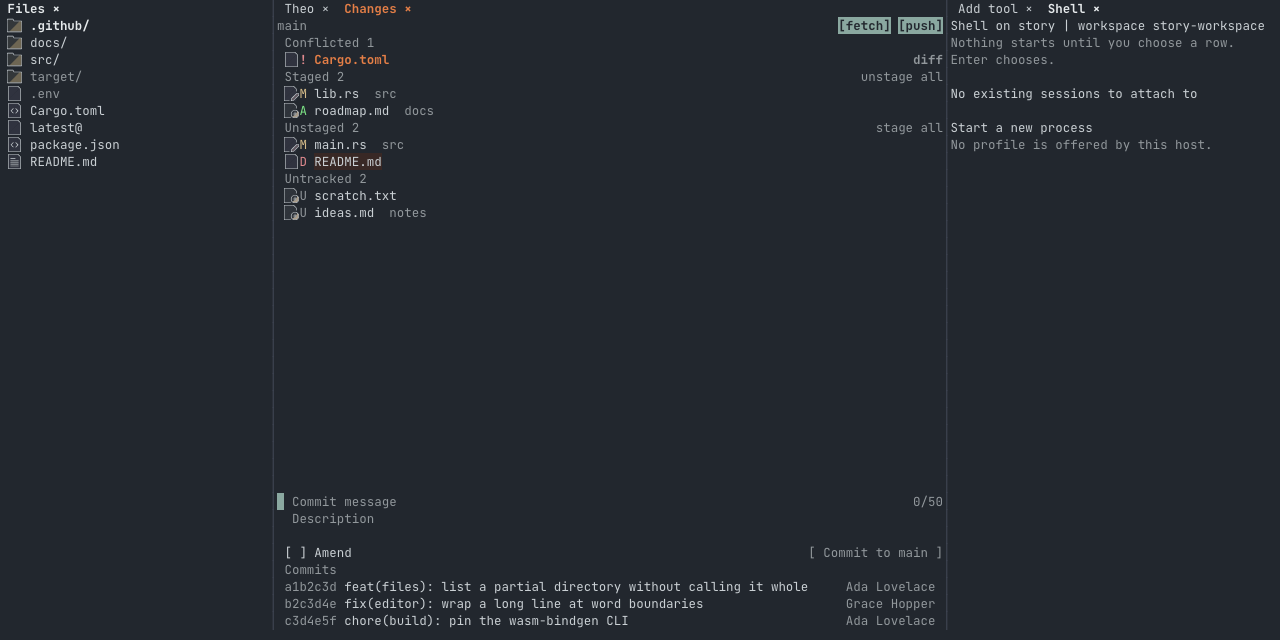 Files ×
.github/
docs/
src/
target/
.env
Cargo.toml
latest@
package.json
README.md
Theo × Changes ×
main [fetch] [push]
Conflicted 1
! Cargo.toml diff
Staged 2 unstage all
M lib.rs src
A roadmap.md docs
Unstaged 2 stage all
M main.rs src
D README.md
Untracked 2
U scratch.txt
U ideas.md notes
Commit message 0/50
Description
[ ] Amend [ Commit to main ]
Commits
a1b2c3d feat(files): list a partial directory without calling it whole Ada Lovelace
b2c3d4e fix(editor): wrap a long line at word boundaries Grace Hopper
c3d4e5f chore(build): pin the wasm-bindgen CLI Ada Lovelace
Add tool × Shell ×
Shell on story | workspace story-workspace
Nothing starts until you choose a row.
Enter chooses.
No existing sessions to attach to
Start a new process
No profile is offered by this host.